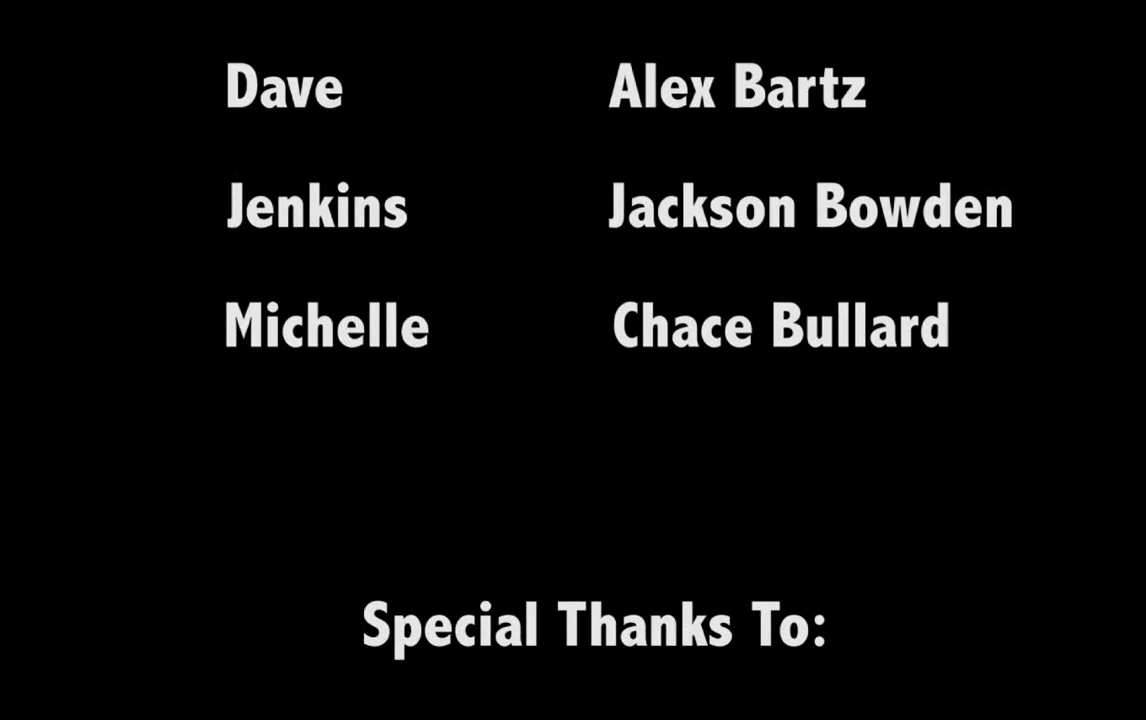 Dave Alex Bartz
Jenkins Jackson Bowden
Michelle Chace Bullard
Special Thanks To: